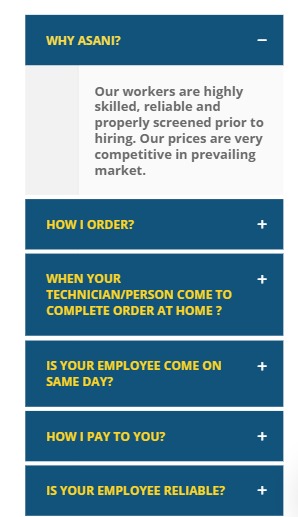 WHY ASANI? −
Our workers are highly
skilled, reliable and
properly screened prior to
hiring. Our prices are very
competitive in prevailing
market.
HOW I ORDER? +
WHEN YOUR +
TECHNICIAN/PERSON COME TO
COMPLETE ORDER AT HOME ?
IS YOUR EMPLOYEE COME ON +
SAME DAY?
HOW I PAY TO YOU? +
IS YOUR EMPLOYEE RELIABLE? +